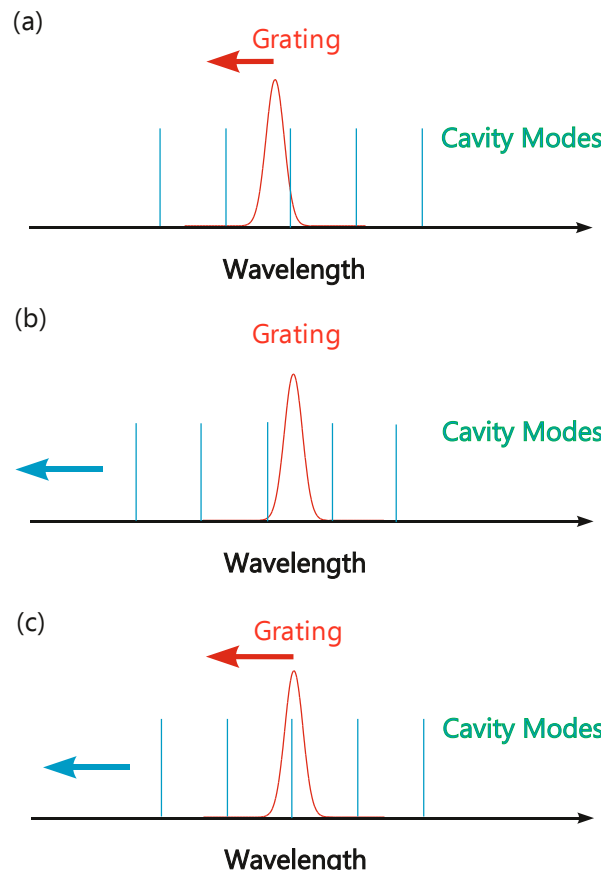 (a)
Grating
Cavity Modes
Wavelength
(b)
Grating
Cavity Modes
Wavelength
(c)
Grating
Cavity Modes
Wavelength